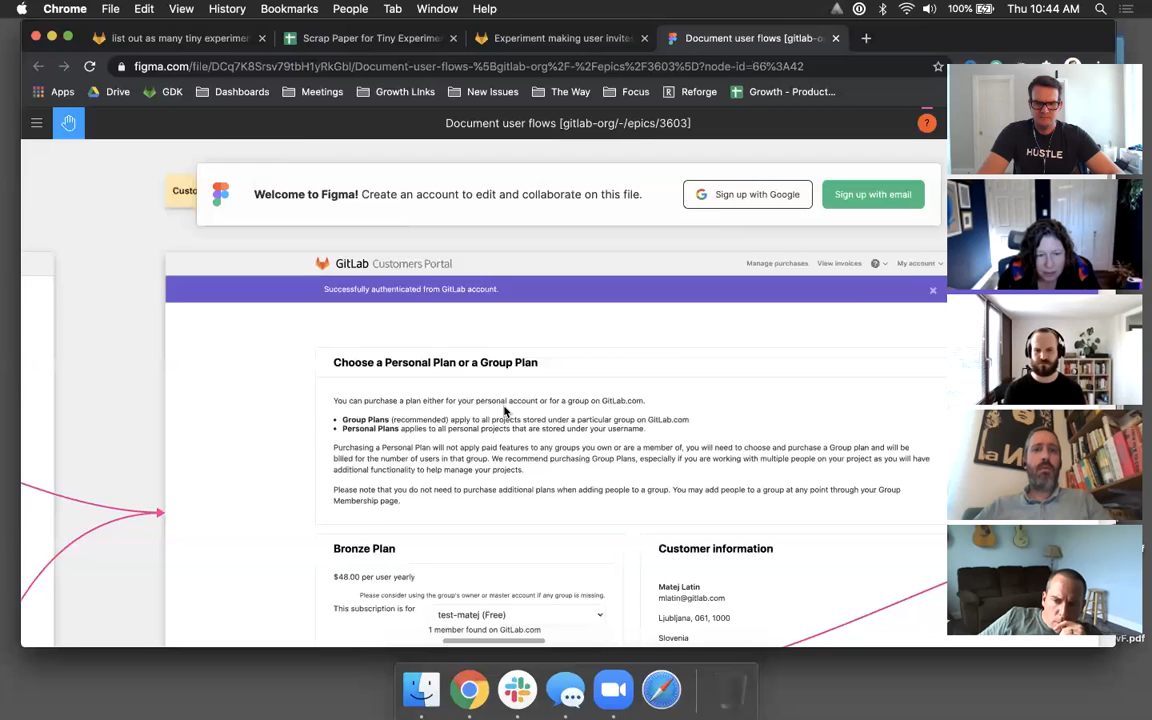 Chrome File Edit View History Bookmarks People Tab Window Help
100% Thu 10:44 AM
list out as many tiny experimen
Scrap Paper for Tiny Experime
Experiment making user invites
Document user flows [gitlab-o
figma.com/file/DCq7K8Srsv79tbH1yRkGbl/Document-user-flows-%5Bgitlab-org%2F-%2Fepics%2F3603%5D?node-id=66%3A42
Apps Drive GDK Dashboards Meetings Growth LInks New Issues The Way Focus Reforge Growth - Product...
Document user flows [gitlab-org/-/epics/3603]
?
Custo
Welcome to Figma! Create an account to edit and collaborate on this file.
Sign up with Google
Sign up with email
GitLab Customers Portal
Manage purchases View invoices ? My account
Successfully authenticated from GitLab account.
Choose a Personal Plan or a Group Plan
You can purchase a plan either for your personal account or for a group on GitLab.com.
• Group Plans (recommended) apply to all projects stored under a particular group on GitLab.com
• Personal Plans applies to all personal projects that are stored under your username.
Purchasing a Personal Plan will not apply paid features to any groups you own or are a member of, you will need to choose and purchase a Group plan and will be
billed for the number of users in that group. We recommend purchasing Group Plans, especially if you are working with multiple people on your project as you will have
additional functionality to help manage your projects.
Please note that you do not need to purchase additional plans when adding people to a group. You may add people to a group at any point through your Group
Membership page.
Bronze Plan
$48.00 per user yearly
Please consider using the group's owner or master account if any group is missing.
This subscription is for
test-matej (Free)
1 member found on GitLab.com
Customer information
Matej Latin
mlatin@gitlab.com
Ljubljana, 061, 1000
Slovenia
HUSTLE
vF.pdf